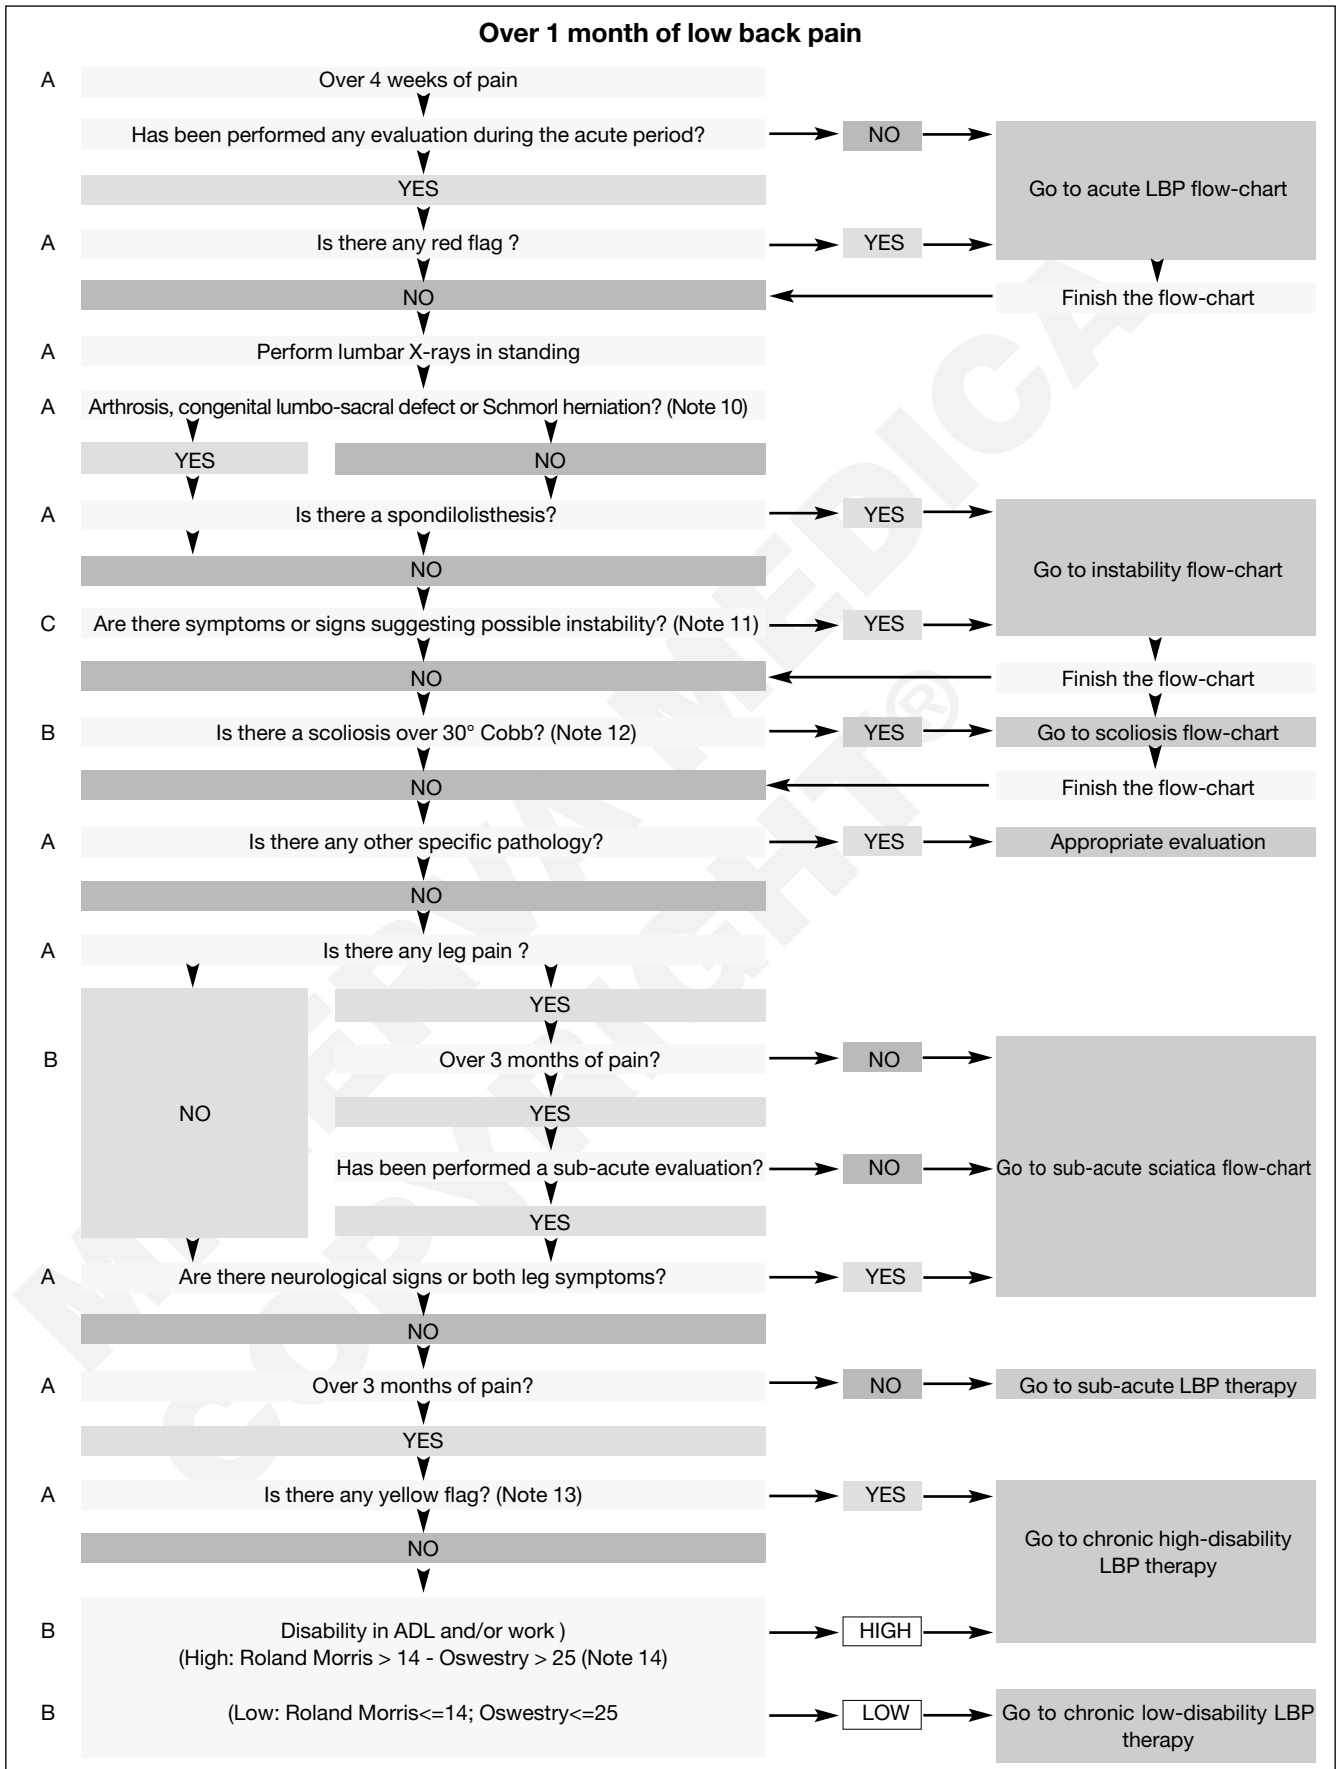 Over 1 month of low back pain
A Over 4 weeks of pain
Has been performed any evaluation during the acute period? NO
YES
Go to acute LBP flow-chart
A Is there any red flag ? YES
NO
Finish the flow-chart
A Perform lumbar X-rays in standing
A Arthrosis, congenital lumbo-sacral defect or Schmorl herniation? (Note 10)
YES NO
A Is there a spondilolisthesis? YES
NO
Go to instability flow-chart
C Are there symptoms or signs suggesting possible instability? (Note 11) YES
NO
Finish the flow-chart
B Is there a scoliosis over 30° Cobb? (Note 12) YES Go to scoliosis flow-chart
NO
Finish the flow-chart
A Is there any other specific pathology? YES Appropriate evaluation
NO
A Is there any leg pain ?
YES
B Over 3 months of pain? NO
NO
YES
Has been performed a sub-acute evaluation? NO Go to sub-acute sciatica flow-chart
YES
A Are there neurological signs or both leg symptoms? YES
NO
A Over 3 months of pain? NO Go to sub-acute LBP therapy
YES
A Is there any yellow flag? (Note 13) YES
NO
Go to chronic high-disability
LBP therapy
B Disability in ADL and/or work ) HIGH
(High: Roland Morris > 14 - Oswestry > 25 (Note 14)
B (Low: Roland Morris<=14; Oswestry<=25 LOW Go to chronic low-disability LBP
therapy
MINERVA MEDICA
COPYRIGHT®